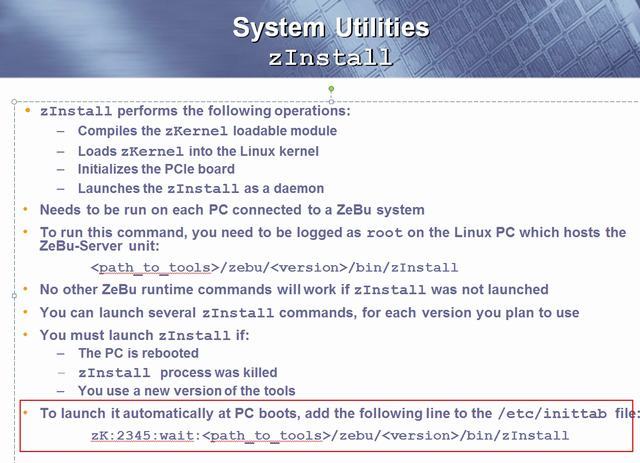 System Utilities
zInstall
• zInstall performs the following operations:
– Compiles the zKernel loadable module
– Loads zKernel into the Linux kernel
– Initializes the PCIe board
– Launches the zInstall as a daemon
• Needs to be run on each PC connected to a ZeBu system
• To run this command, you need to be logged as root on the Linux PC which hosts the
ZeBu-Server unit:
<path_to_tools>/zebu/<version>/bin/zInstall
• No other ZeBu runtime commands will work if zInstall was not launched
• You can launch several zInstall commands, for each version you plan to use
• You must launch zInstall if:
– The PC is rebooted
– zInstall process was killed
– You use a new version of the tools
• To launch it automatically at PC boots, add the following line to the /etc/inittab file:
zK:2345:wait:<path_to_tools>/zebu/<version>/bin/zInstall